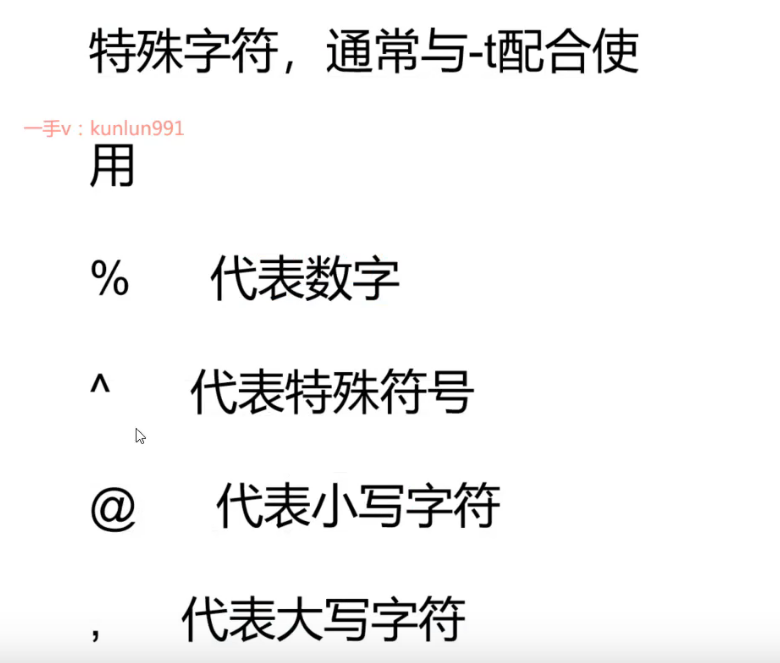 特殊字符，通常与-t配合使
一手v：kunlun991
用
% 代表数字
^ 代表特殊符号
@ 代表小写字符
, 代表大写字符